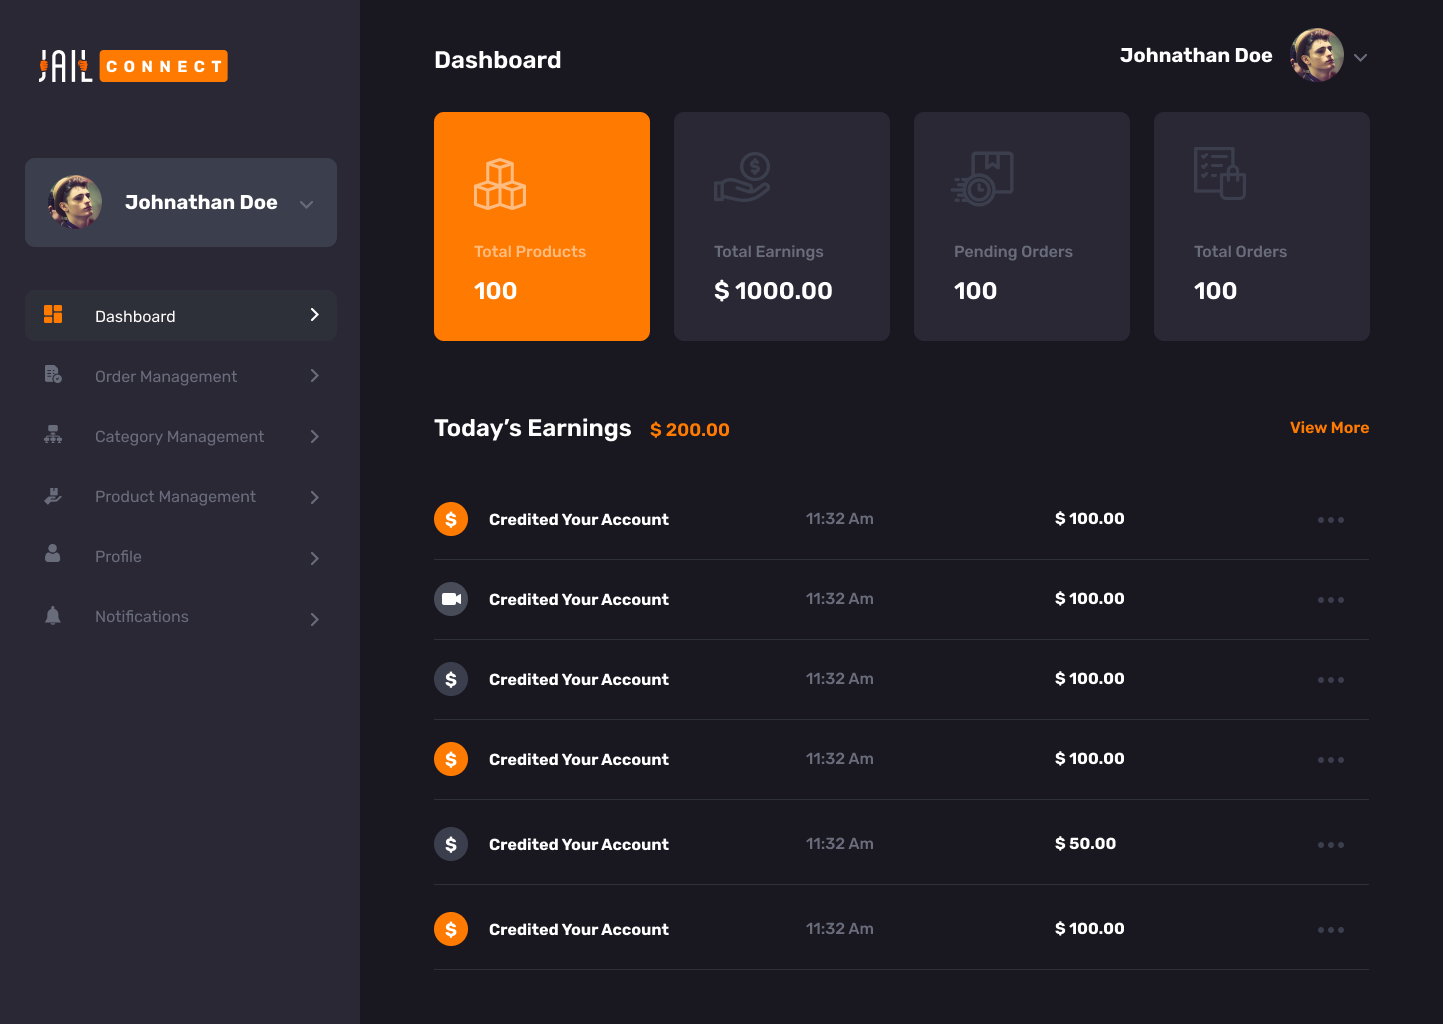 JAIL CONNECT
Johnathan Doe
Dashboard
Order Management
Category Management
Product Management
Profile
Notifications
Dashboard
Johnathan Doe
Total Products
100
Total Earnings
$ 1000.00
Pending Orders
100
Total Orders
100
Today’s Earnings $ 200.00 View More
$ Credited Your Account 11:32 Am $ 100.00
Credited Your Account 11:32 Am $ 100.00
$ Credited Your Account 11:32 Am $ 100.00
$ Credited Your Account 11:32 Am $ 100.00
$ Credited Your Account 11:32 Am $ 50.00
$ Credited Your Account 11:32 Am $ 100.00